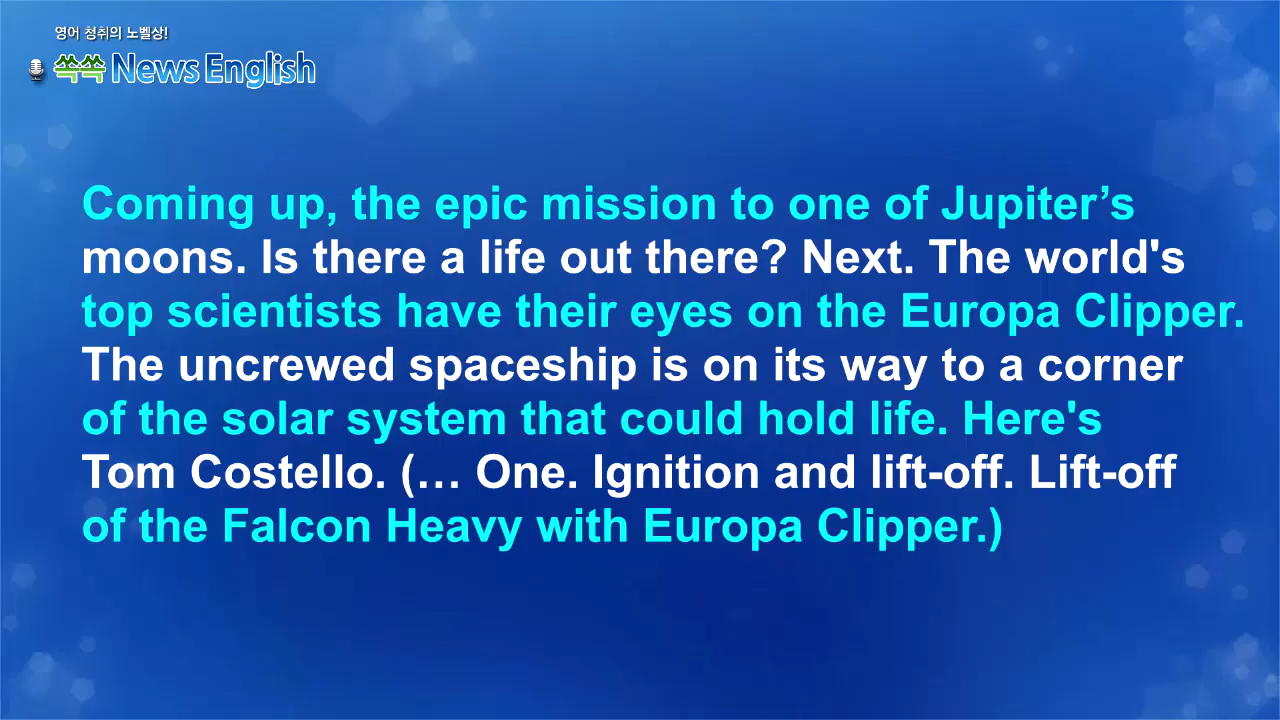 영어 청취의 노벨상!
쏙쏙 News English
Coming up, the epic mission to one of Jupiter’s
moons. Is there a life out there? Next. The world's
top scientists have their eyes on the Europa Clipper.
The uncrewed spaceship is on its way to a corner
of the solar system that could hold life. Here's
Tom Costello. (… One. Ignition and lift-off. Lift-off
of the Falcon Heavy with Europa Clipper.)